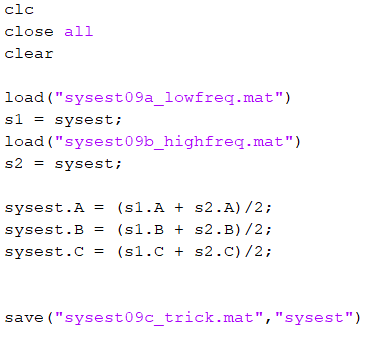 clc
close all
clear
load("sysest09a_lowfreq.mat")
s1 = sysest;
load("sysest09b_highfreq.mat")
s2 = sysest;
sysest.A = (s1.A + s2.A)/2;
sysest.B = (s1.B + s2.B)/2;
sysest.C = (s1.C + s2.C)/2;
save("sysest09c_trick.mat","sysest")